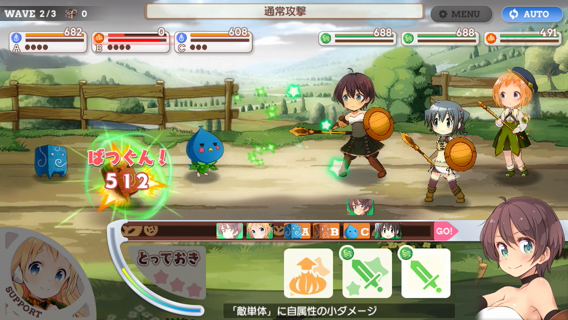 WAVE 2/3 0
通常攻撃
MENU
AUTO
682 0 608
A B C
688 688 491
ばつぐん!
512
A B C
GO!
SUPPORT
とっておき
「敵単体」に自属性の小ダメージ